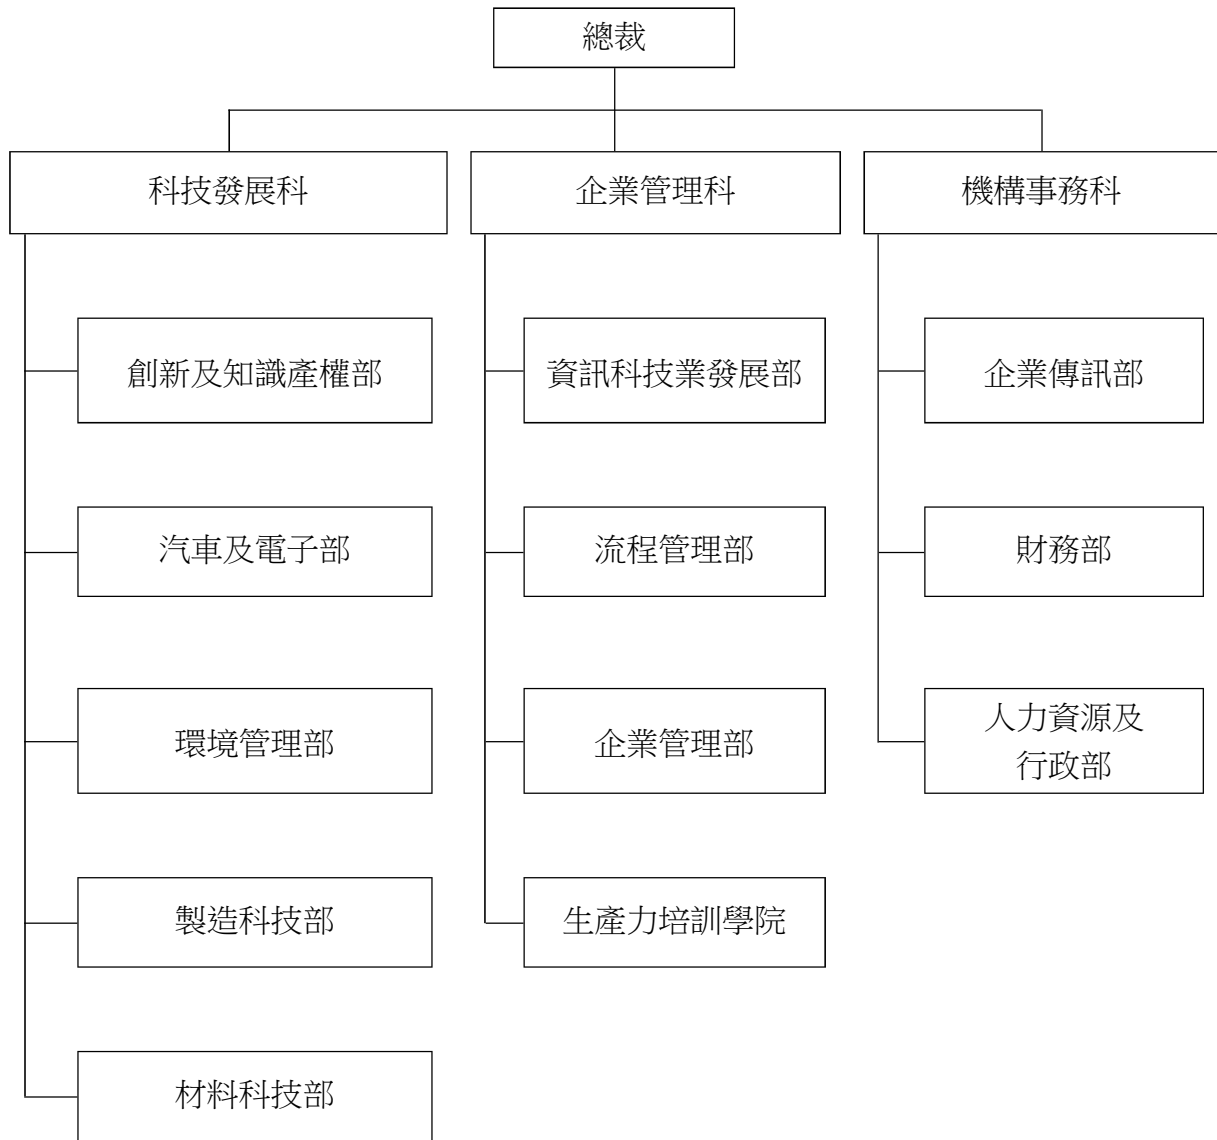 總裁
科技發展科
企業管理科
機構事務科
創新及知識產權部
資訊科技業發展部
企業傳訊部
汽車及電子部
流程管理部
財務部
環境管理部
企業管理部
人力資源及
行政部
製造科技部
生產力培訓學院
材料科技部